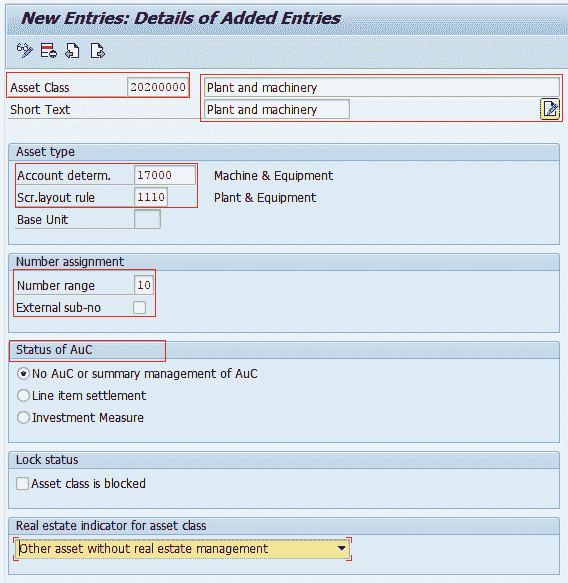 New Entries: Details of Added Entries
Asset Class 20200000 Plant and machinery
Short Text Plant and machinery
Asset type
Account determ. 17000 Machine & Equipment
Scr.layout rule 1110 Plant & Equipment
Base Unit
Number assignment
Number range 10
External sub-no
Status of AuC
No AuC or summary management of AuC
Line item settlement
Investment Measure
Lock status
Asset class is blocked
Real estate indicator for asset class
Other asset without real estate management